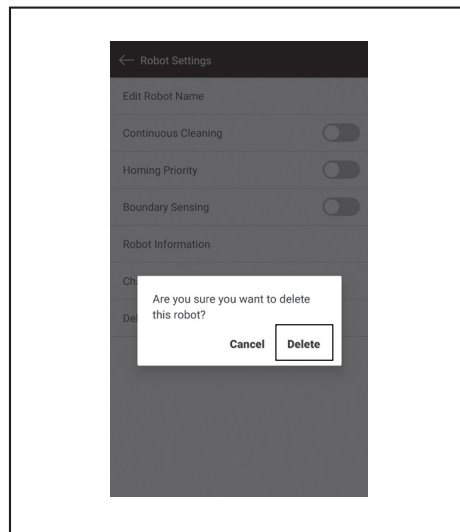 Robot Settings
Edit Robot Name
Continuous Cleaning
Homing Priority
Boundary Sensing
Robot Information
Are you sure you want to delete
this robot?
Cancel Delete